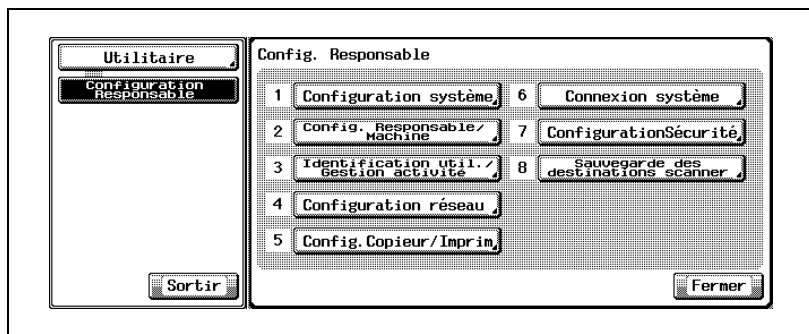 Utilitaire
Configuration
Responsable
Sortir
Config. Responsable
1 Configuration système
2 Config. Responsable/
Machine
3 Identification util./
Gestion activité
4 Configuration réseau
5 Config.Copieur/Imprim
6 Connexion système
7 ConfigurationSécurité
8 Sauvegarde des
destinations scanner
Fermer